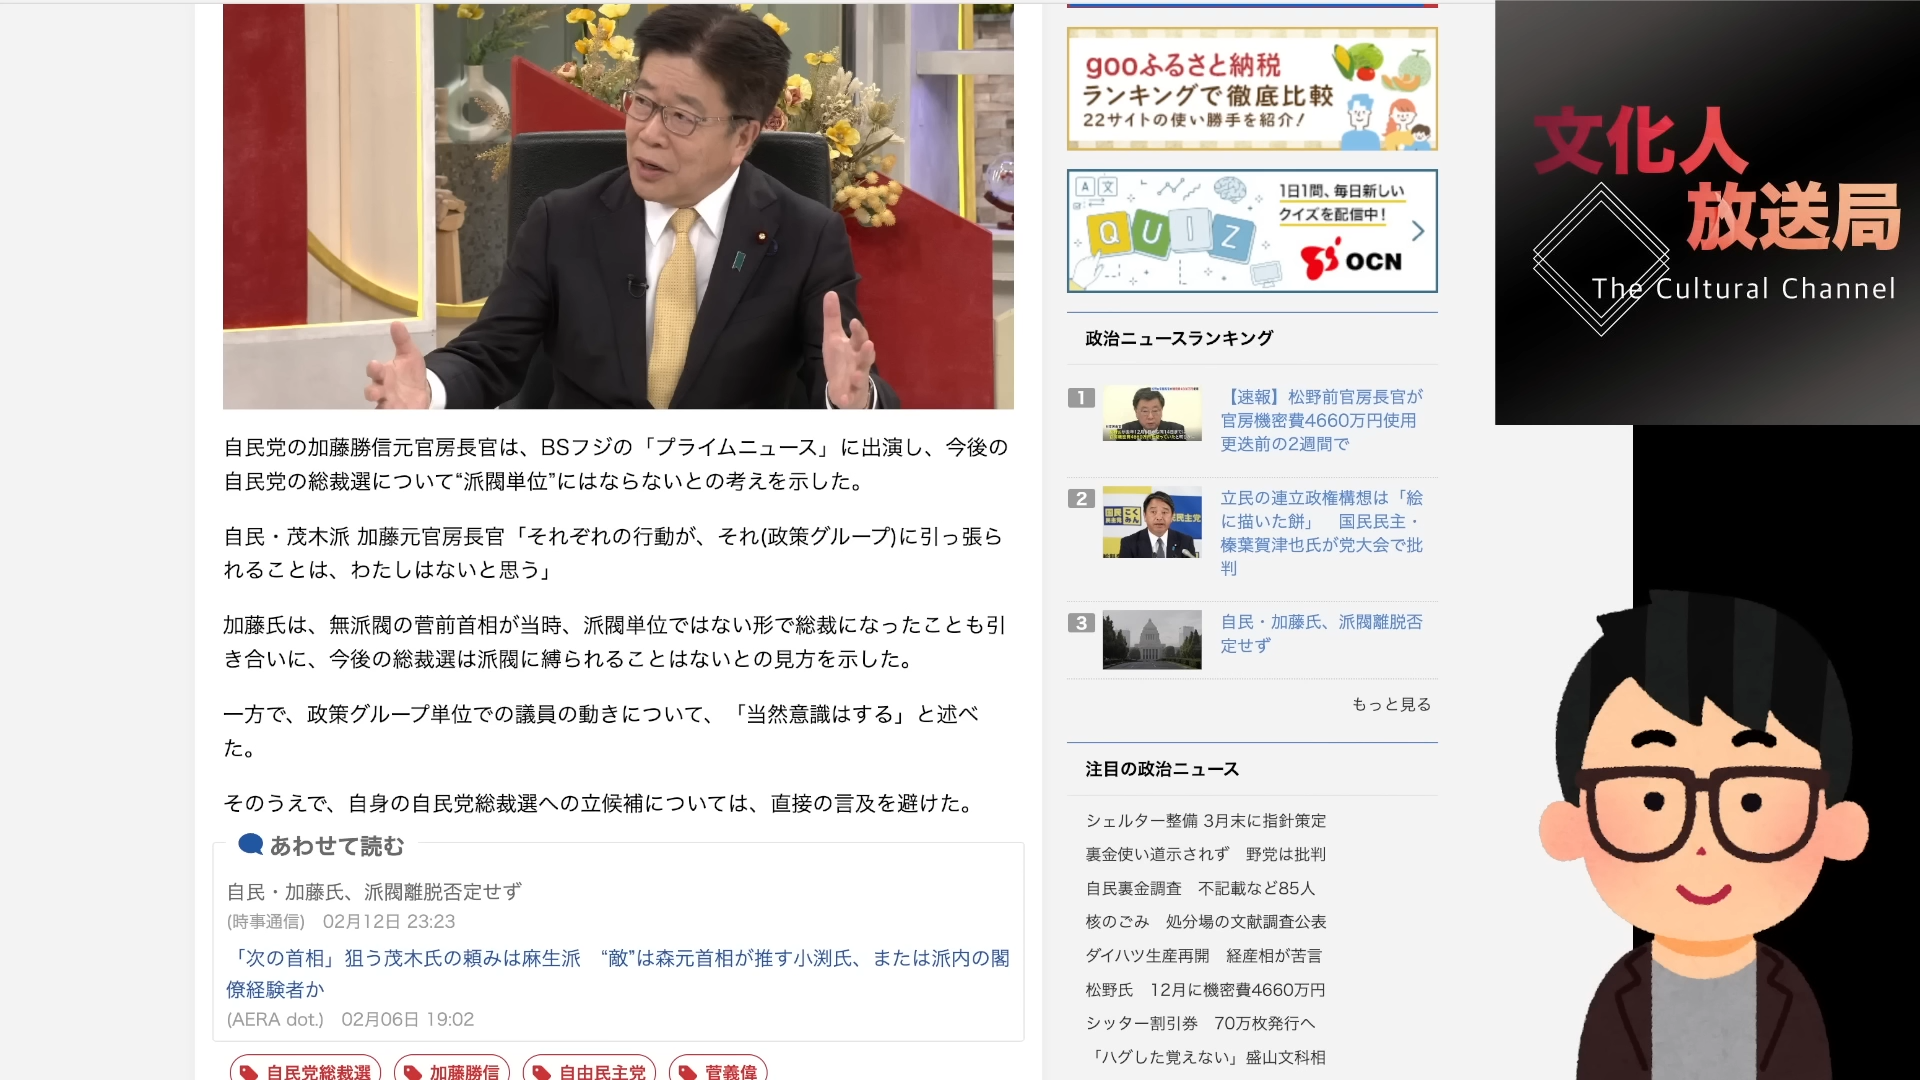 自民党の加藤勝信元官房長官は、BSフジの「プライムニュース」に出演し、今後の
自民党の総裁選について“派閥単位”にはならないとの考えを示した。
自民・茂木派 加藤元官房長官「それぞれの行動が、それ(政策グループ)に引っ張ら
れることは、わたしはないと思う」
加藤氏は、無派閥の菅前首相が当時、派閥単位ではない形で総裁になったことも引
き合いに、今後の総裁選は派閥に縛られることはないとの見方を示した。
一方で、政策グループ単位での議員の動きについて、「当然意識はする」と述べ
た。
そのうえで、自身の自民党総裁選への立候補については、直接の言及を避けた。
あわせて読む
自民・加藤氏、派閥離脱否定せず
(時事通信) 02月12日 23:23
「次の首相」狙う茂木氏の頼みは麻生派 “敵”は森元首相が推す小渕氏、または派内の閣
僚経験者か
(AERA dot.) 02月06日 19:02
自民党総裁選
加藤勝信
自由民主党
菅義偉
gooふるさと納税
ランキングで徹底比較
22サイトの使い勝手を紹介!
A 文
QUIZ
1日1問、毎日新しい
クイズを配信中!
OCN
政治ニュースランキング
1
【速報】松野前官房長官が
官房機密費4660万円使用
更迭前の2週間で
2
立民の連立政権構想は「絵
に描いた餅」 国民民主・
榛葉賀津也氏が党大会で批
判
3
自民・加藤氏、派閥離脱否
定せず
もっと見る
注目の政治ニュース
シェルター整備 3月末に指針策定
裏金使い道示されず 野党は批判
自民裏金調査 不記載など85人
核のごみ 処分場の文献調査公表
ダイハツ生産再開 経産相が苦言
松野氏 12月に機密費4660万円
シッター割引券 70万枚発行へ
「ハグした覚えない」盛山文科相
文化人
放送局
The Cultural Channel